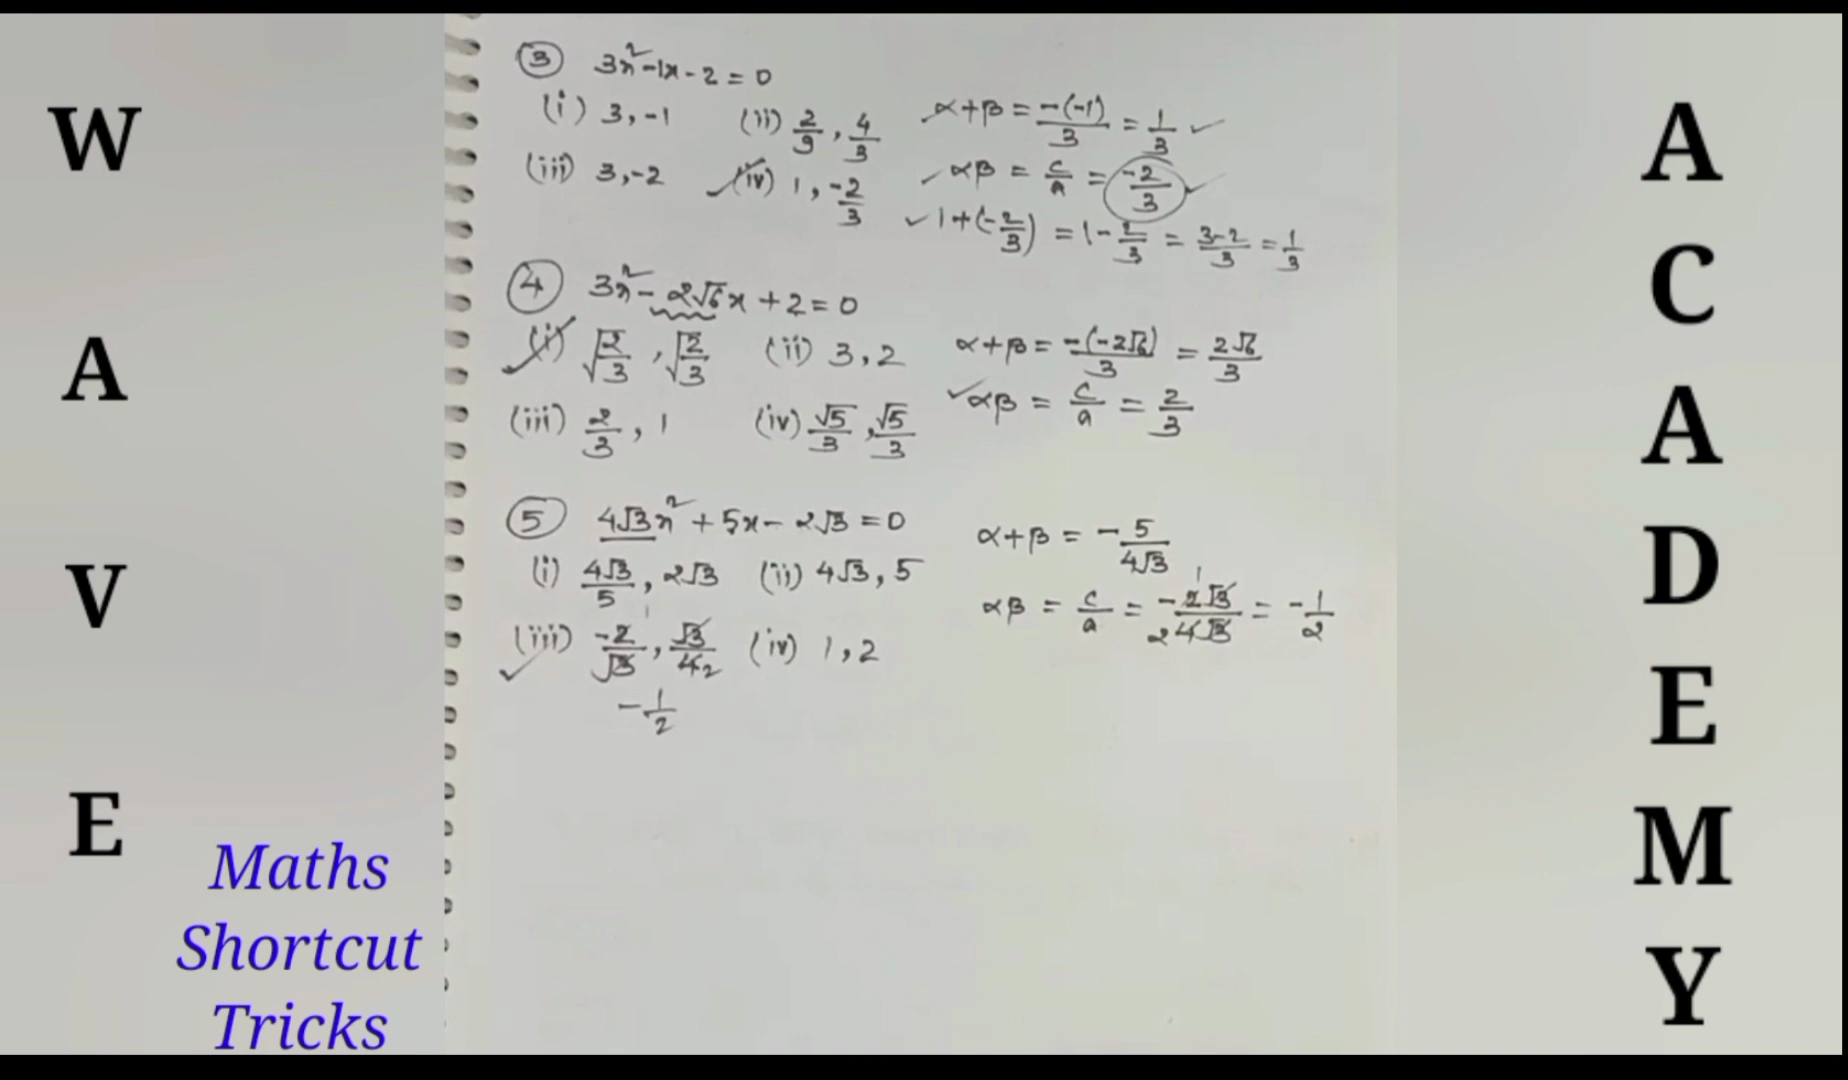 W
A
V
E
Maths
Shortcut
Tricks
③ 3x²-1x-2=0
(i) 3,-1 (ii) 2/9, 4/3
(iii) 3,-2 ✓(iv) 1, -2/3
α+β = -(-1)/3 = 1/3 ✓
αβ = c/a = -2/3 ✓
✓ 1+(-2/3) = 1-2/3 = 3-2/3 = 1/3
④ 3x²-2√6x+2=0
✓(i) √2/3, √2/3 (ii) 3,2
(iii) 2/3, 1 (iv) √5/3, √5/3
α+β = -(-2√6)/3 = 2√6/3
✓αβ = c/a = 2/3
⑤ 4√3x²+5x-2√3=0
(i) 4√3/5, 2√3 (ii) 4√3, 5
✓(iii) -2/√3, √3/4 2 (iv) 1,2
-1/2
α+β = -5/4√3
αβ = c/a = -2√3/4√3 = -1/2
A
C
A
D
E
M
Y